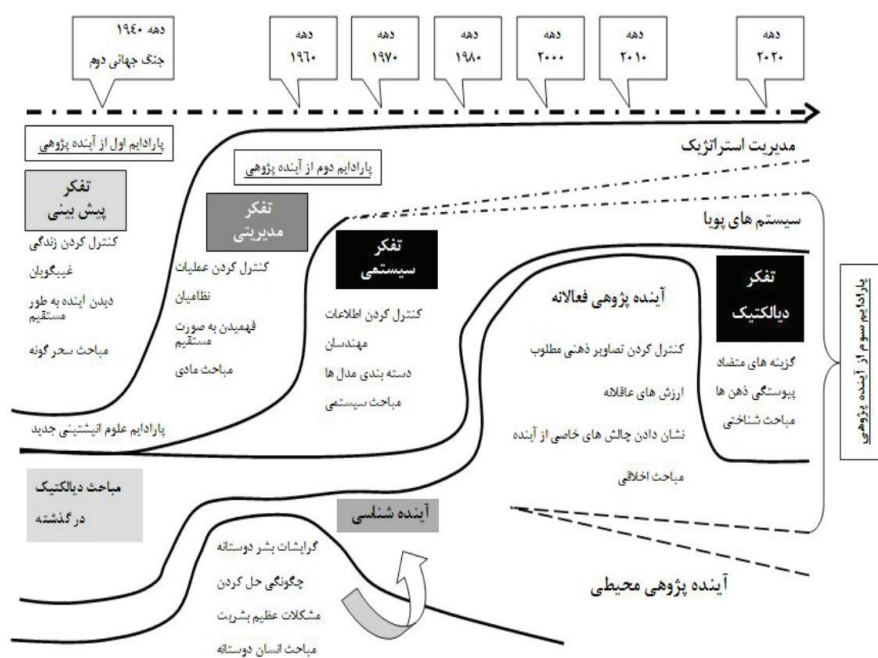 دهه ۱۹٤۰
جنگ جهانی دوم
دهه
۱۹٦۰
دهه
۱۹۷۰
دهه
۱۹۸۰
دهه
۲۰۰۰
دهه
۲۰۱۰
دهه
۲۰۲۰
پارادایم اول از آینده پژوهی
تفکر
پیش بینی
کنترل کردن زندگی
غیبگویان
دیدن آینده به طور
مستقیم
مباحث سحر گونه
پارادایم دوم از آینده پژوهی
تفکر
مدیریتی
کنترل کردن عملیات
نظامیان
فهمیدن به صورت
مستقیم
مباحث مادی
تفکر
سیستمی
کنترل کردن اطلاعات
مهندسان
دسته بندی مدل ها
مباحث سیستمی
مدیریت استراتژیک
سیستم های پویا
آینده پژوهی فعالانه
کنترل کردن تصاویر ذهنی مطلوب
ارزش های عاقلانه
نشان دادن چالش های خاصی از آینده
مباحث اخلاقی
تفکر
دیالکتیک
گزینه های متضاد
پیوستگی ذهن ها
مباحث شناختی
پارادایم سوم از آینده پژوهی
پارادایم علوم انیشتینی جدید
مباحث دیالکتیک
در گذشته
آینده شناسی
گرایشات بشر دوستانه
چگونگی حل کردن
مشکلات عظیم بشریت
مباحث انسان دوستانه
آینده پژوهی محیطی